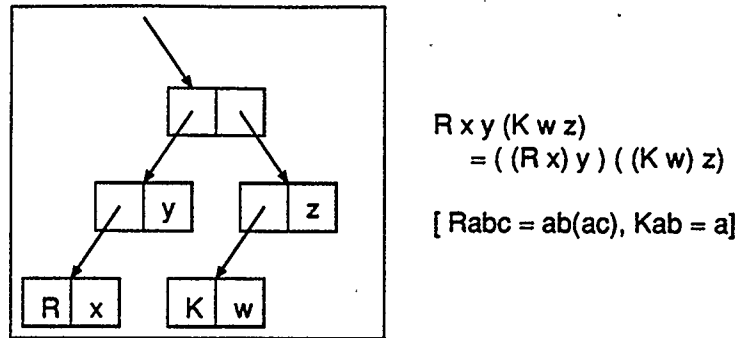 y
z
R x
K w
R x y (K w z)
= ( (R x) y ) ( (K w) z)
[ Rabc = ab(ac), Kab = a]